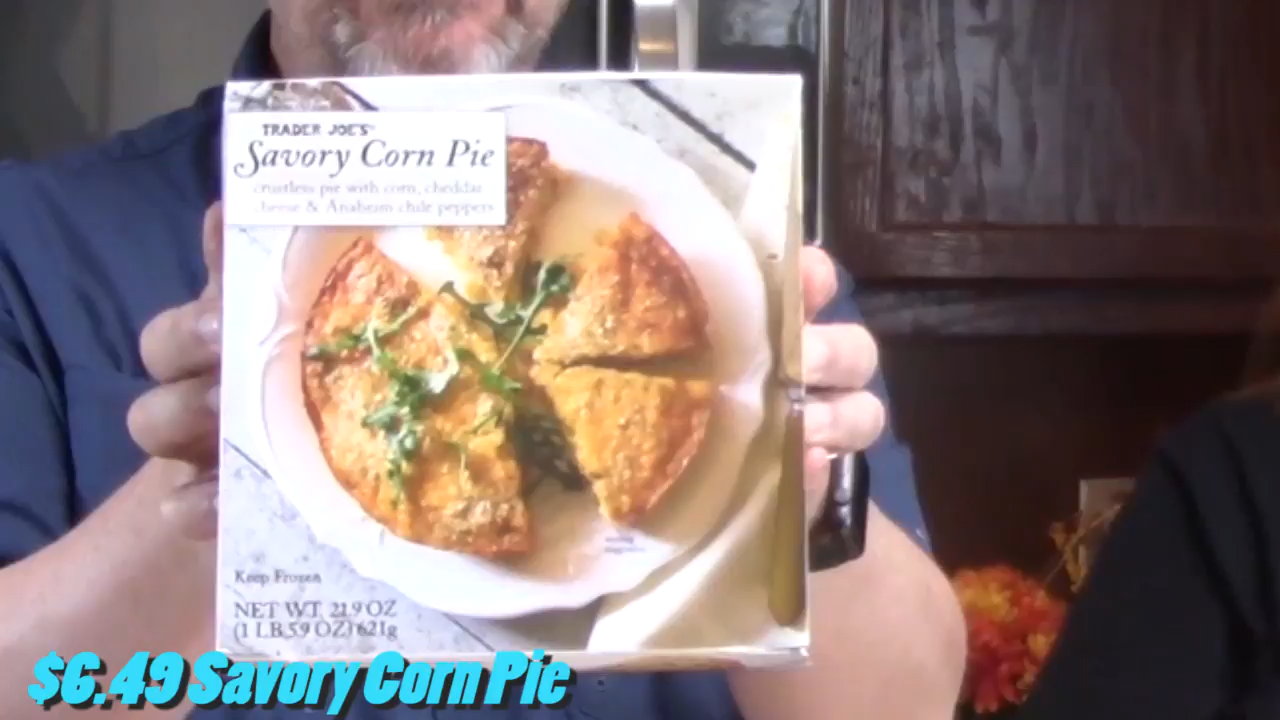 TRADER JOE'S
Savory Corn Pie
crustless pie with corn, cheddar
cheese & Anaheim chile peppers
Keep Frozen
NET WT. 21.9 OZ
(1 LB 5.9 OZ) 621g
$6.49 Savory Corn Pie